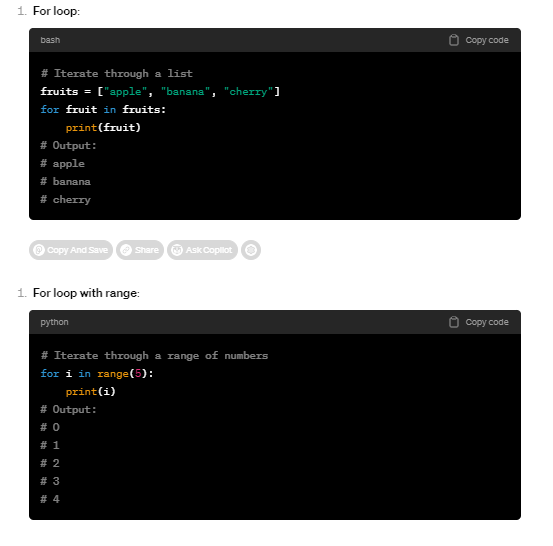 1. For loop:
bash Copy code
# Iterate through a list
fruits = ["apple", "banana", "cherry"]
for fruit in fruits:
    print(fruit)
# Output:
# apple
# banana
# cherry
Copy And Save Share Ask Copilot
1. For loop with range:
python Copy code
# Iterate through a range of numbers
for i in range(5):
    print(i)
# Output:
# 0
# 1
# 2
# 3
# 4